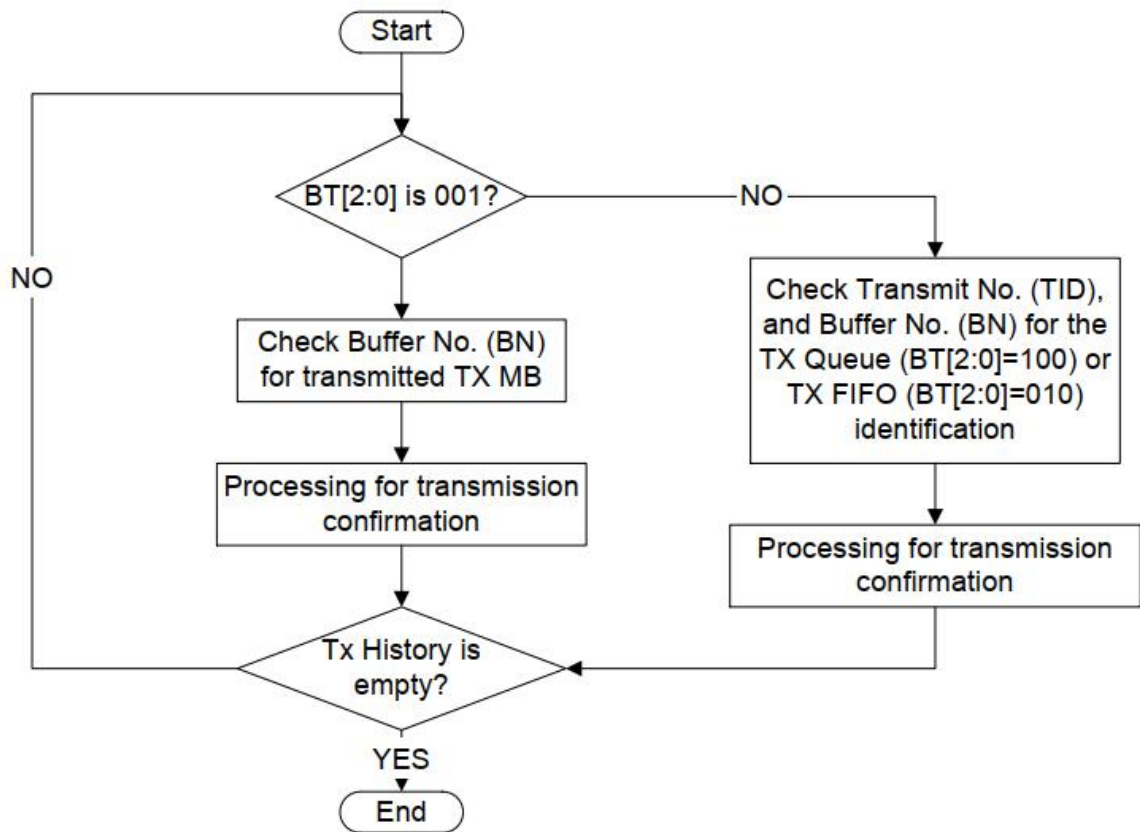 Start
BT[2:0] is 001?
NO
NO
Check Transmit No. (TID),
and Buffer No. (BN) for the
TX Queue (BT[2:0]=100) or
TX FIFO (BT[2:0]=010)
identification
Check Buffer No. (BN)
for transmitted TX MB
Processing for transmission
confirmation
Processing for transmission
confirmation
Tx History is
empty?
YES
End